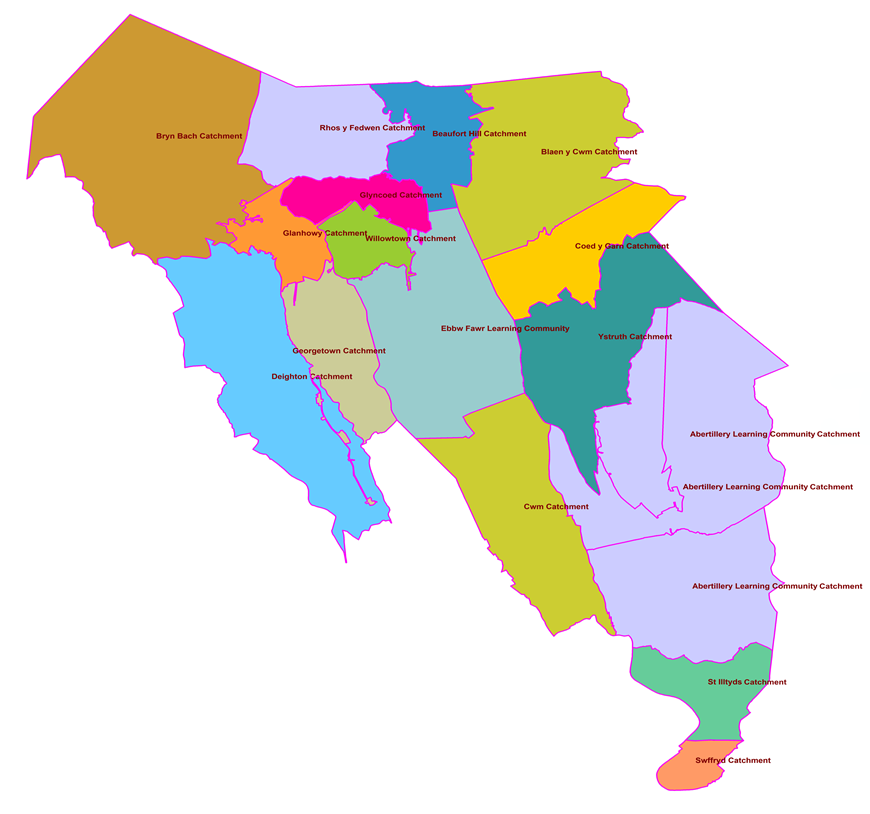 Bryn Bach Catchment
Rhos y Fedwen Catchment
Beaufort Hill Catchment
Blaen y Cwm Catchment
Glyncoed Catchment
Glanhowy Catchment
Willowtown Catchment
Coed y Garn Catchment
Ebbw Fawr Learning Community
Ystruth Catchment
Georgetown Catchment
Deighton Catchment
Abertillery Learning Community Catchment
Abertillery Learning Community Catchment
Cwm Catchment
Abertillery Learning Community Catchment
St Illtyds Catchment
Swffryd Catchment